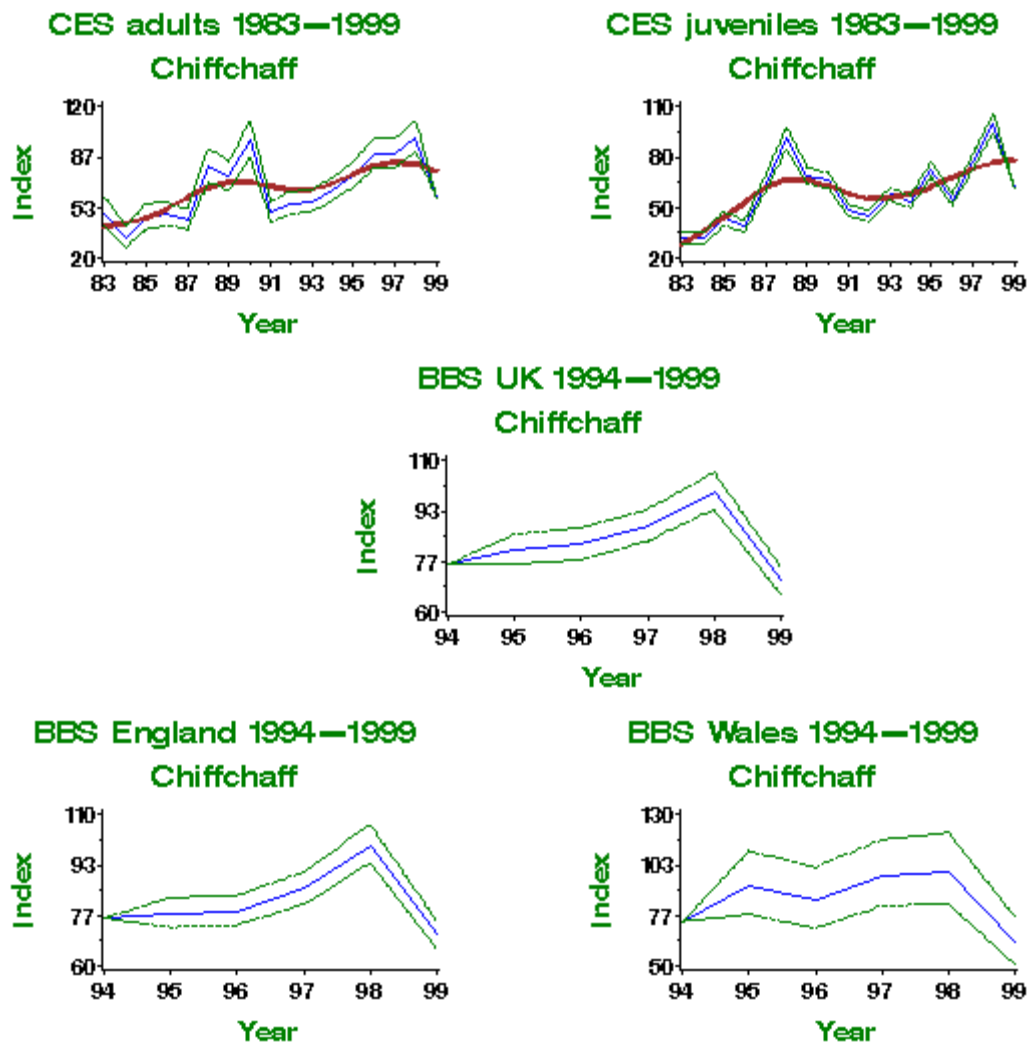 CES adults 1983—1999
Chiffchaff
Index
120
87
53
20
83 85 87 89 91 93 95 97 99
Year
CES juveniles 1983—1999
Chiffchaff
Index
110
80
50
20
83 85 87 89 91 93 95 97 99
Year
BBS UK 1994—1999
Chiffchaff
Index
110
93
77
60
94 95 96 97 98 99
Year
BBS England 1994—1999
Chiffchaff
Index
110
93
77
60
94 95 96 97 98 99
Year
BBS Wales 1994—1999
Chiffchaff
Index
130
103
77
50
94 95 96 97 98 99
Year